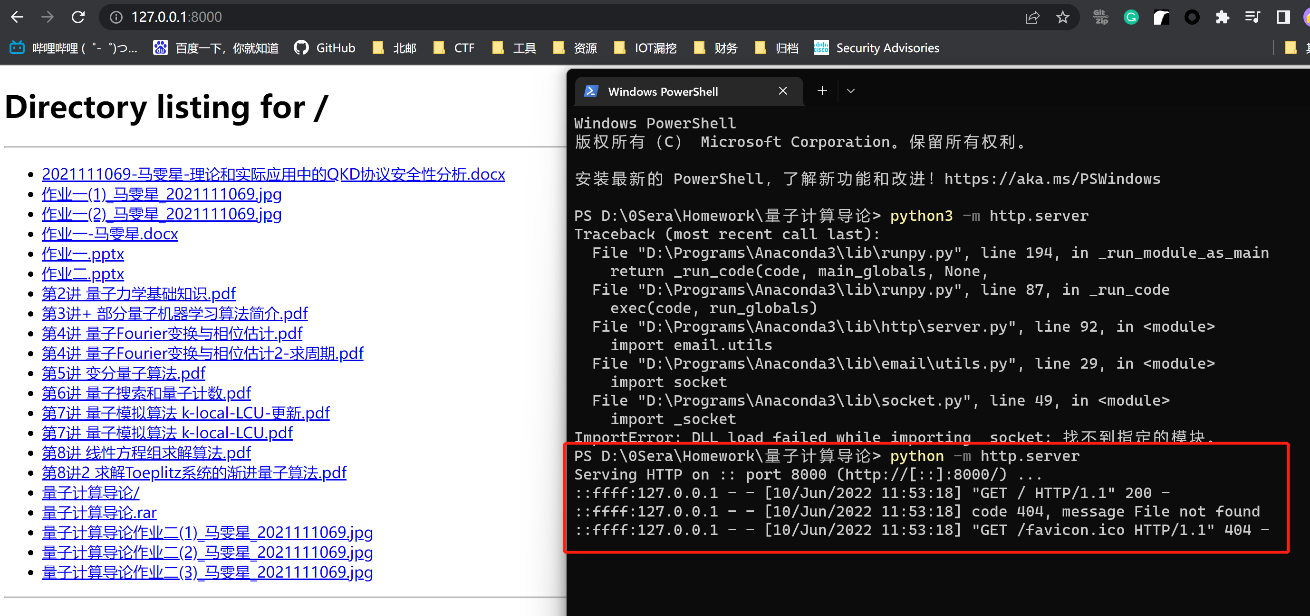 127.0.0.1:8000
哔哩哔哩 (゜-゜)つ... 百度一下，你就知道 GitHub 北邮 CTF 工具 资源 IOT漏挖 财务 归档 Security Advisories
Directory listing for /
2021111069-马雯星-理论和实际应用中的QKD协议安全性分析.docx
作业一(1)_马雯星_2021111069.jpg
作业一(2)_马雯星_2021111069.jpg
作业一-马雯星.docx
作业一.pptx
作业二.pptx
第2讲 量子力学基础知识.pdf
第3讲+ 部分量子机器学习算法简介.pdf
第4讲 量子Fourier变换与相位估计.pdf
第4讲 量子Fourier变换与相位估计2-求周期.pdf
第5讲 变分量子算法.pdf
第6讲 量子搜索和量子计数.pdf
第7讲 量子模拟算法 k-local-LCU-更新.pdf
第7讲 量子模拟算法 k-local-LCU.pdf
第8讲 线性方程组求解算法.pdf
第8讲2 求解Toeplitz系统的渐进量子算法.pdf
量子计算导论/
量子计算导论.rar
量子计算导论作业二(1)_马雯星_2021111069.jpg
量子计算导论作业二(2)_马雯星_2021111069.jpg
量子计算导论作业二(3)_马雯星_2021111069.jpg
Windows PowerShell
Windows PowerShell
版权所有 (C) Microsoft Corporation。保留所有权利。
安装最新的 PowerShell，了解新功能和改进！https://aka.ms/PSWindows
PS D:\0Sera\Homework\量子计算导论> python3 -m http.server
Traceback (most recent call last):
File "D:\Programs\Anaconda3\lib\runpy.py", line 194, in _run_module_as_main
return _run_code(code, main_globals, None,
File "D:\Programs\Anaconda3\lib\runpy.py", line 87, in _run_code
exec(code, run_globals)
File "D:\Programs\Anaconda3\lib\http\server.py", line 92, in <module>
import email.utils
File "D:\Programs\Anaconda3\lib\email\utils.py", line 29, in <module>
import socket
File "D:\Programs\Anaconda3\lib\socket.py", line 49, in <module>
import _socket
ImportError: DLL load failed while importing _socket: 找不到指定的模块。
PS D:\0Sera\Homework\量子计算导论> python -m http.server
Serving HTTP on :: port 8000 (http://[::]:8000/) ...
::ffff:127.0.0.1 - - [10/Jun/2022 11:53:18] "GET / HTTP/1.1" 200 -
::ffff:127.0.0.1 - - [10/Jun/2022 11:53:18] code 404, message File not found
::ffff:127.0.0.1 - - [10/Jun/2022 11:53:18] "GET /favicon.ico HTTP/1.1" 404 -